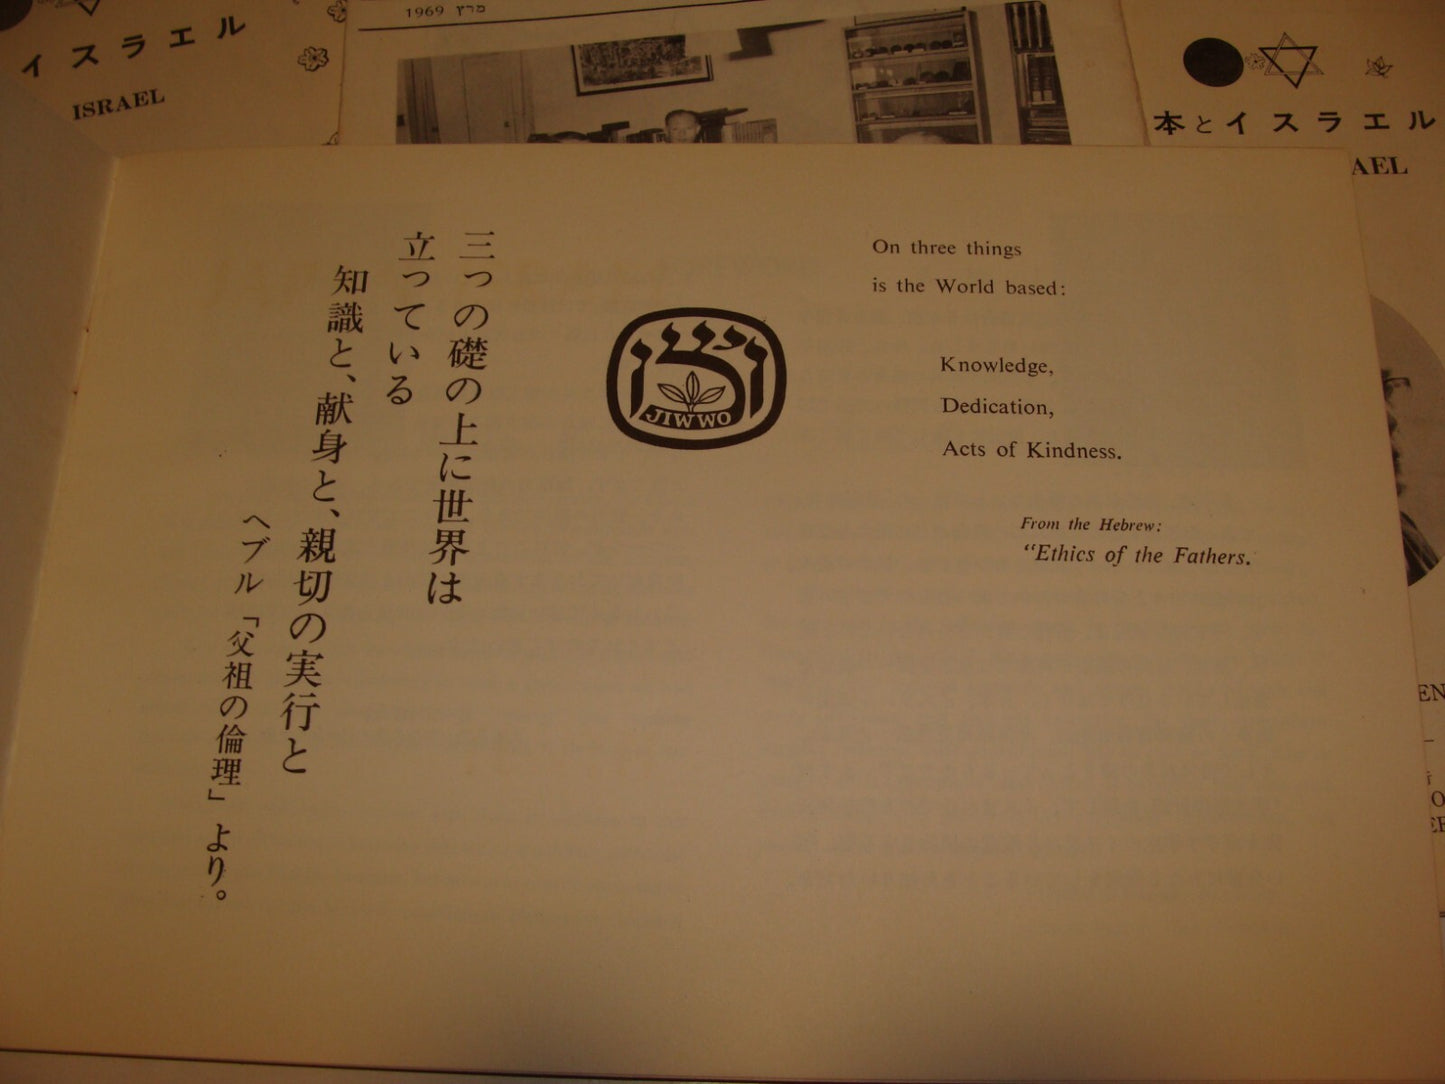 イスラエル
ISRAEL
מרץ 1969
本とイスラエル
AEL
三つの礎の上に世界は
立っている
知識と、献身と、親切の実行と
ヘブル「父祖の倫理」より。
JIWWO
On three things
is the World based:
Knowledge,
Dedication,
Acts of Kindness.
From the Hebrew:
"Ethics of the Fathers.
EN